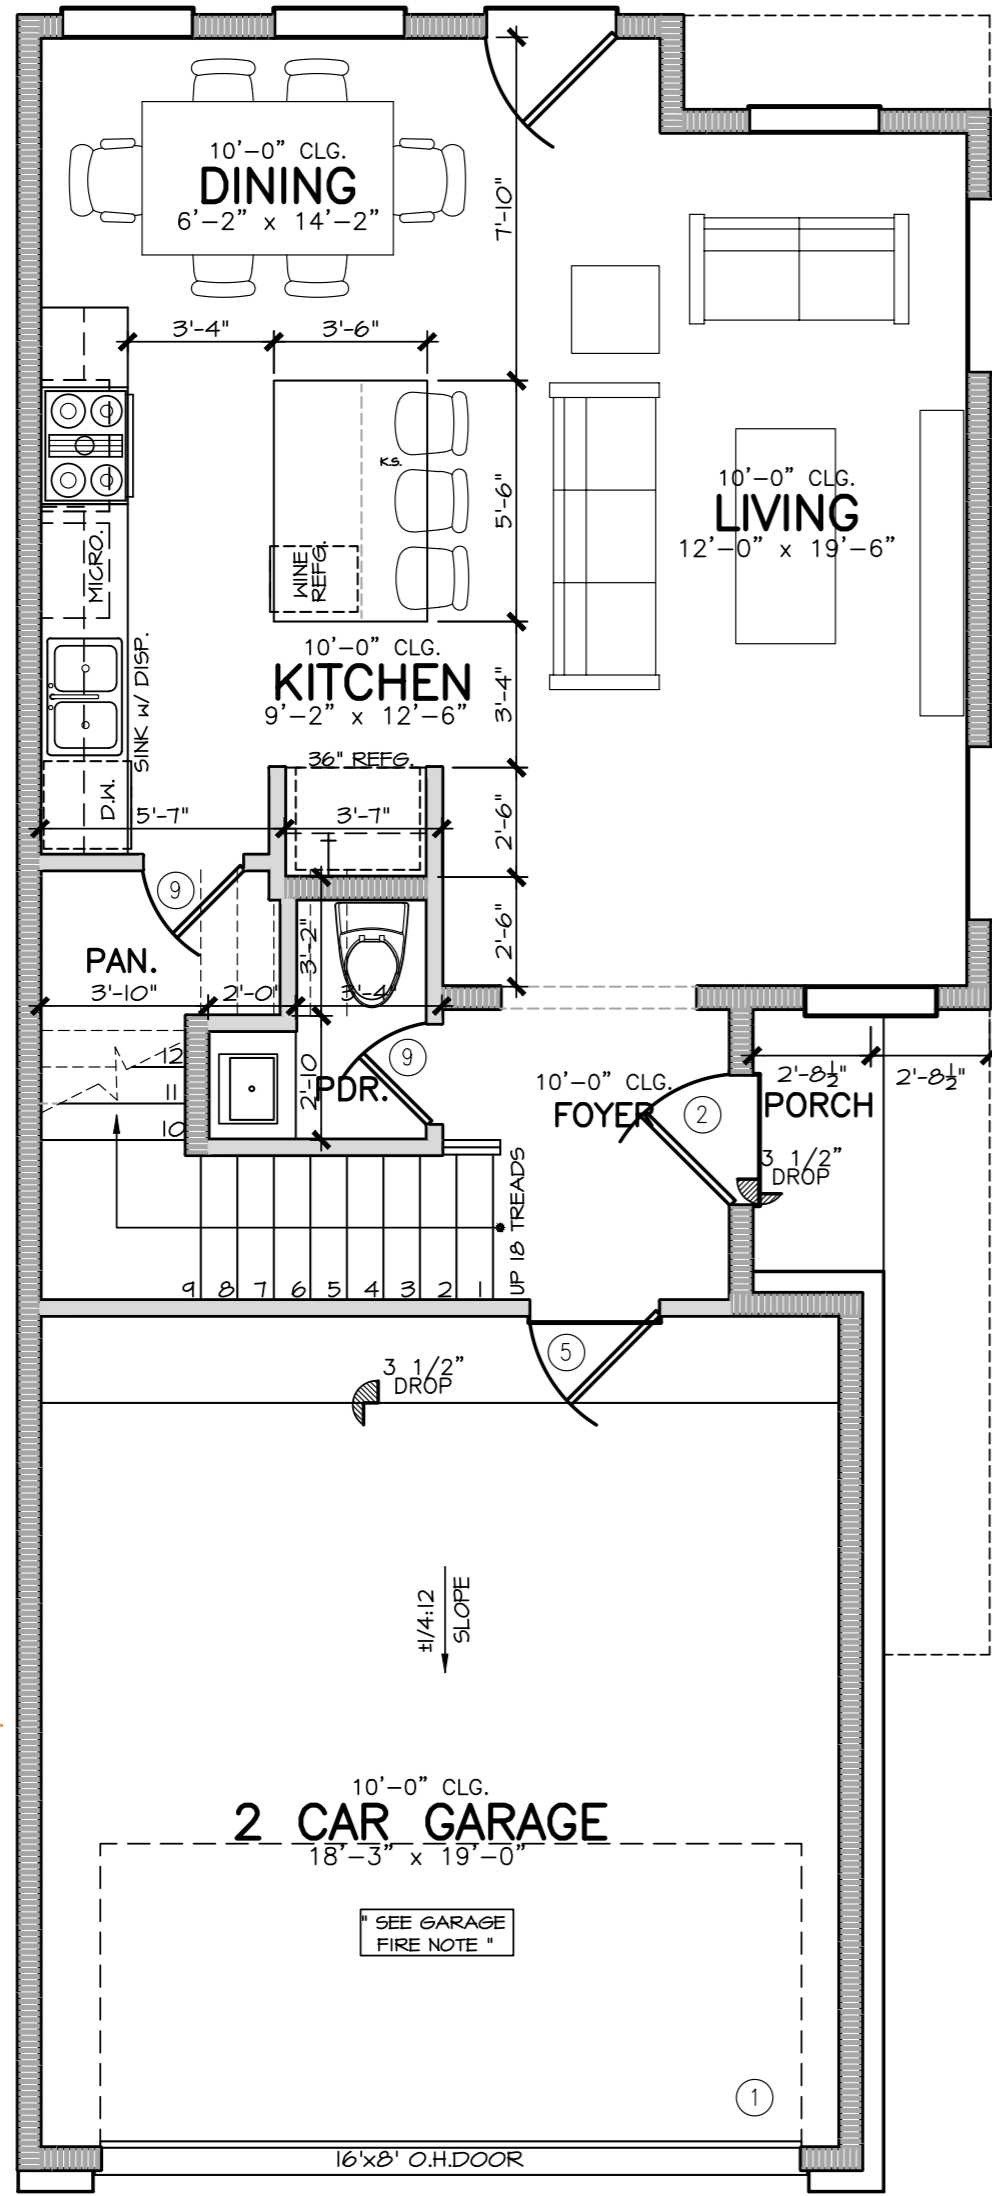 10'-0" CLG.
DINING
6'-2" x 14'-2"
7'-10"
3'-4"
3'-6"
K.S.
5'-6"
10'-0" CLG.
LIVING
12'-0" x 19'-6"
MICRO.
WINE
REFG.
SINK W/ DISP.
10'-0" CLG.
KITCHEN
9'-2" x 12'-6"
3'-4"
36" REFG.
D.W.
5'-7"
3'-7"
2'-6"
9
PAN.
3'-10"
2'-0"
3'-2"
3'-4"
2'-6"
12
11
10
2'-10
PDR.
9
10'-0" CLG.
FOYER
2
2'-8½"
2'-8½"
PORCH
3 1/2"
DROP
UP 18 TREADS
9 8 7 6 5 4 3 2 1
5
3 1/2"
DROP
±1/4:12
SLOPE
10'-0" CLG.
2 CAR GARAGE
18'-3" x 19'-0"
" SEE GARAGE
FIRE NOTE "
1
16'x8' O.H.DOOR